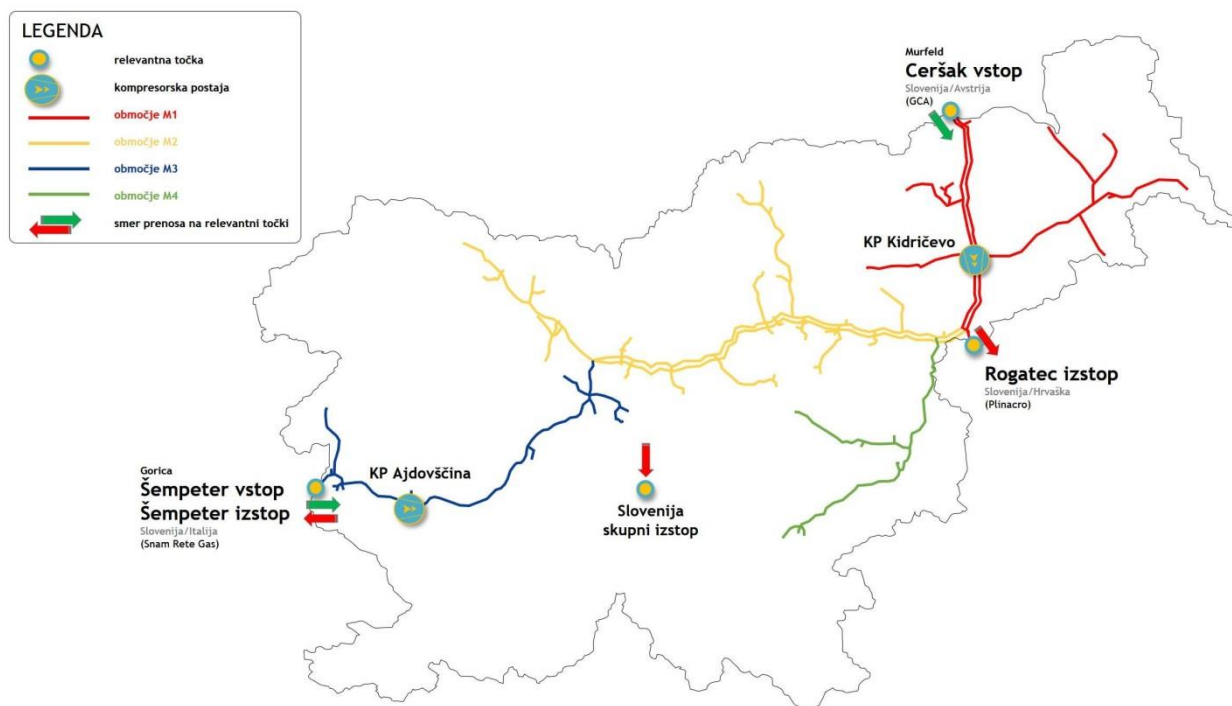 LEGENDA
relevantna točka
kompresorska postaja
območje M1
območje M2
območje M3
območje M4
smer prenosa na relevantni točki
Murfeld
Ceršak vstop
Slovenija/Avstrija
(GCA)
KP Kidričevo
Rogatec izstop
Slovenija/Hrvaška
(Plinacro)
Gorica
Šempeter vstop
Šempeter izstop
Slovenija/Italija
(Snam Rete Gas)
KP Ajdovščina
Slovenija
skupni izstop